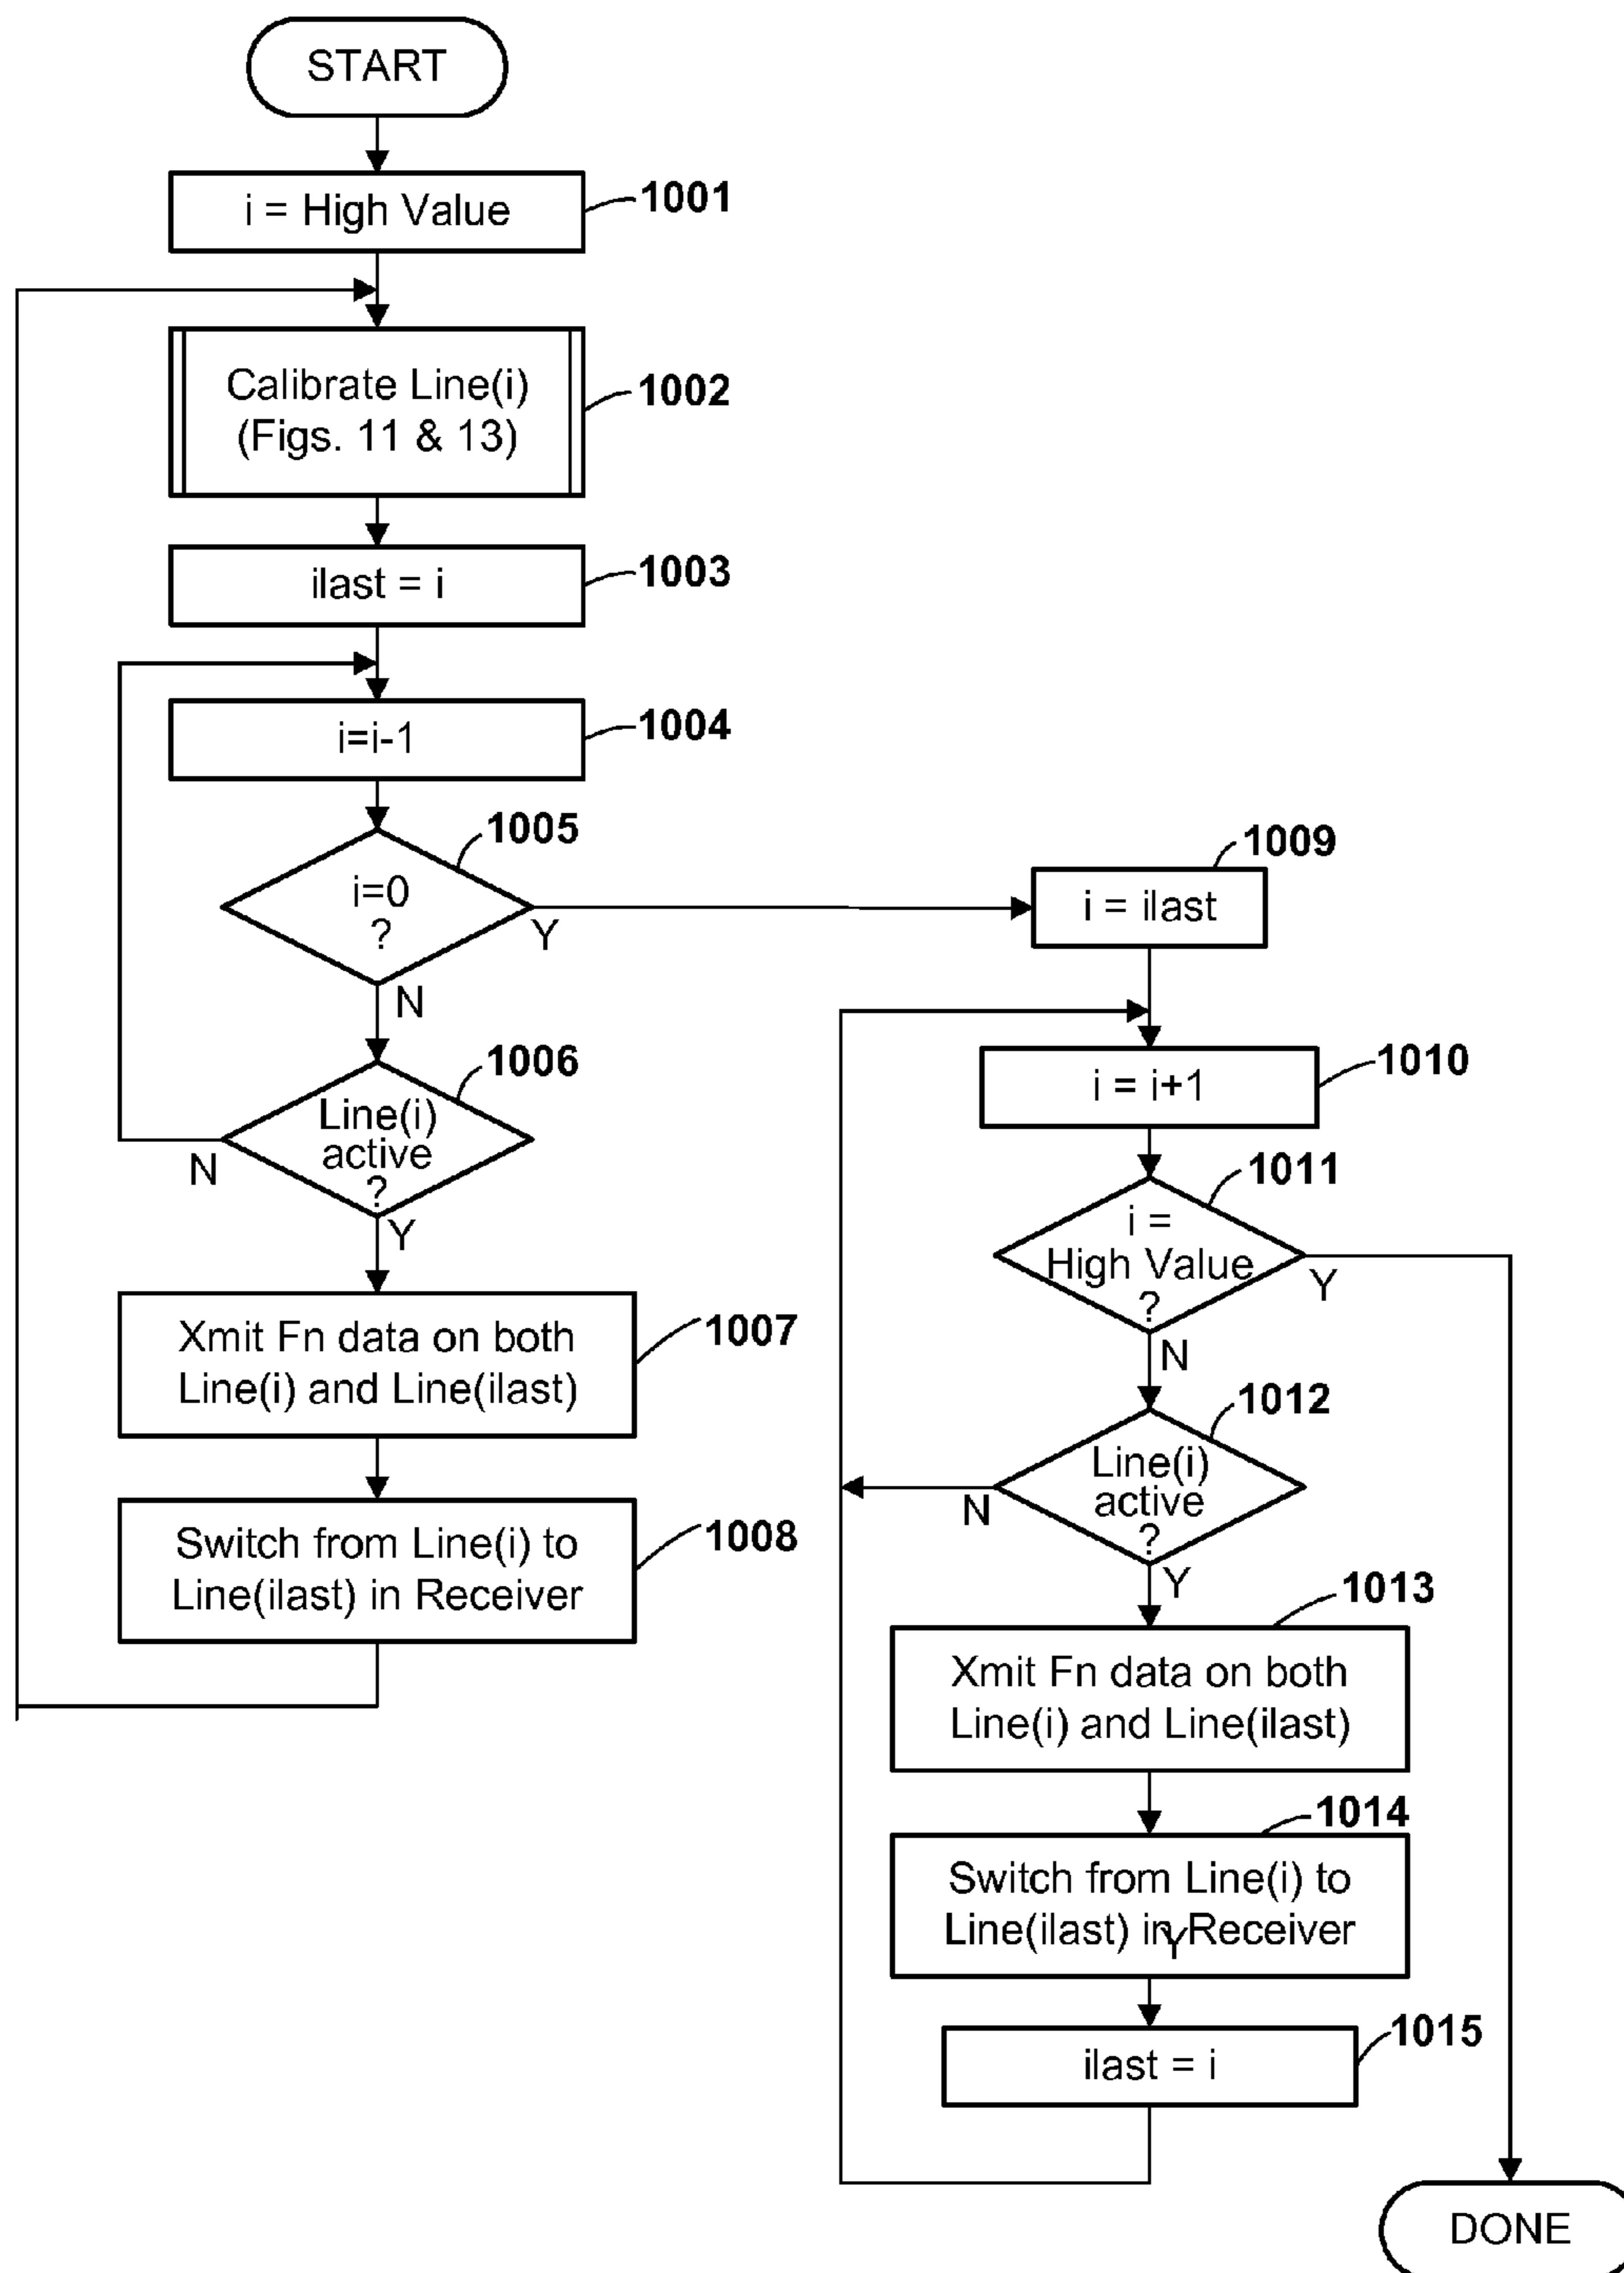 START
i = High Value
1001
Calibrate Line(i)
(Figs. 11 & 13)
1002
ilast = i
1003
i=i-1
1004
1005
i=0
?
Y
N
1006
Line(i)
active
?
N
Y
Xmit Fn data on both
Line(i) and Line(ilast)
1007
Switch from Line(i) to
Line(ilast) in Receiver
1008
1009
i = ilast
i = i+1
1010
1011
i =
High Value
?
Y
N
1012
Line(i)
active
?
N
Y
1013
Xmit Fn data on both
Line(i) and Line(ilast)
1014
Switch from Line(i) to
Line(ilast) in Receiver
Y
1015
ilast = i
DONE